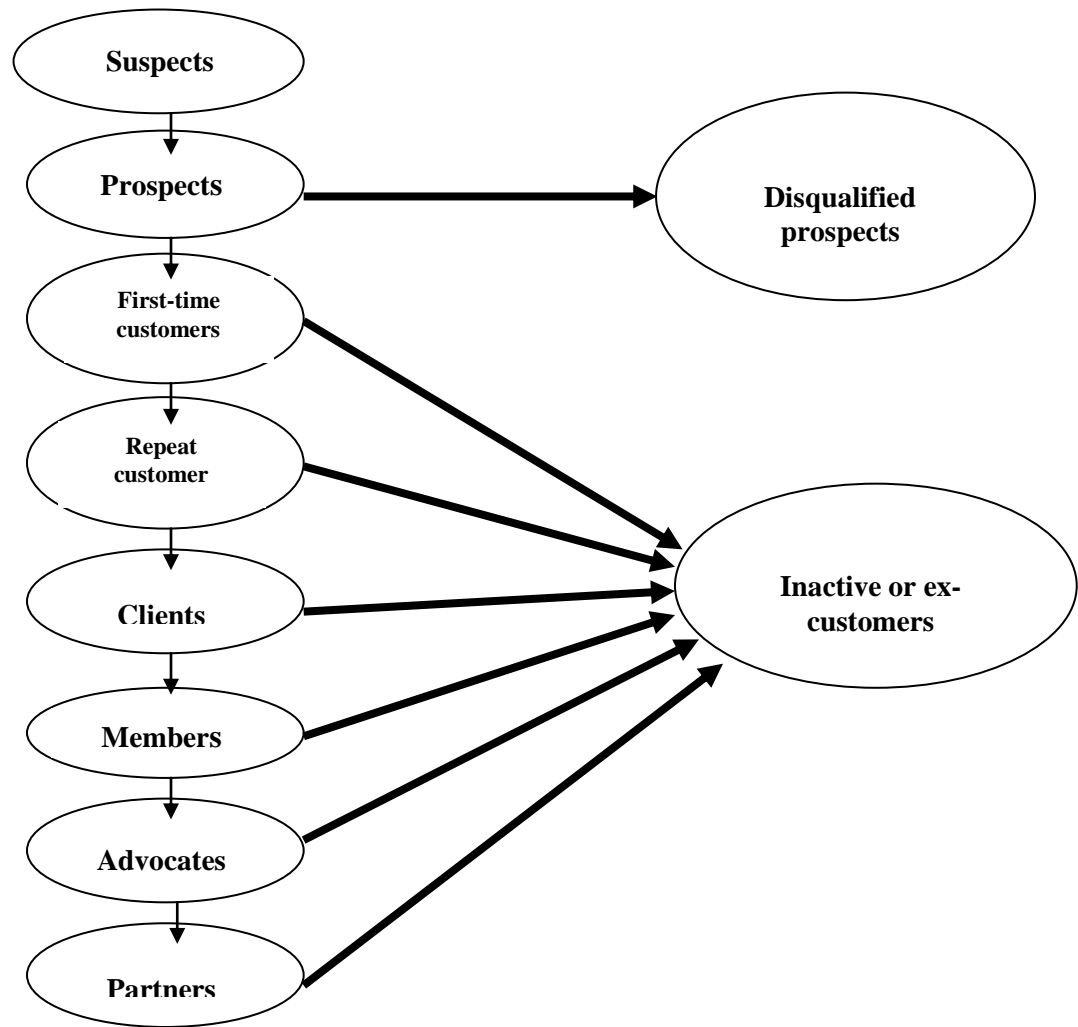 Suspects
Prospects
Disqualified
prospects
First-time
customers
Repeat
customer
Clients
Inactive or ex-
customers
Members
Advocates
Partners